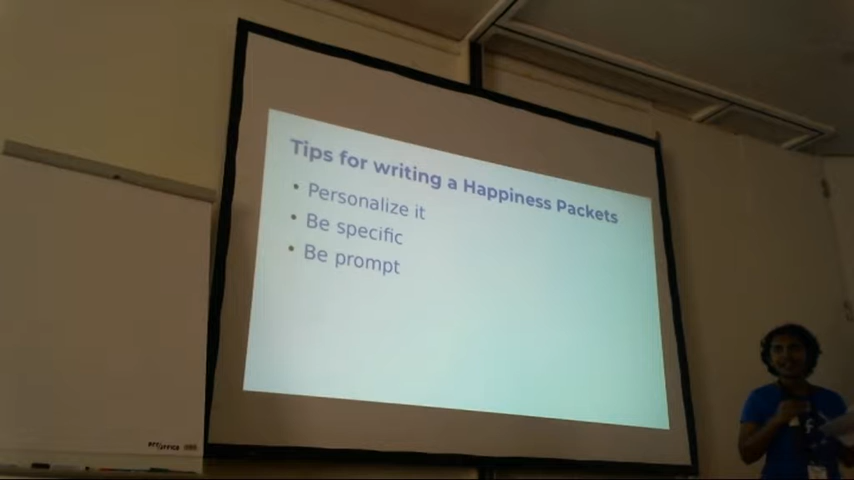 Tips for writing a Happiness Packets
• Personalize it
• Be specific
• Be prompt